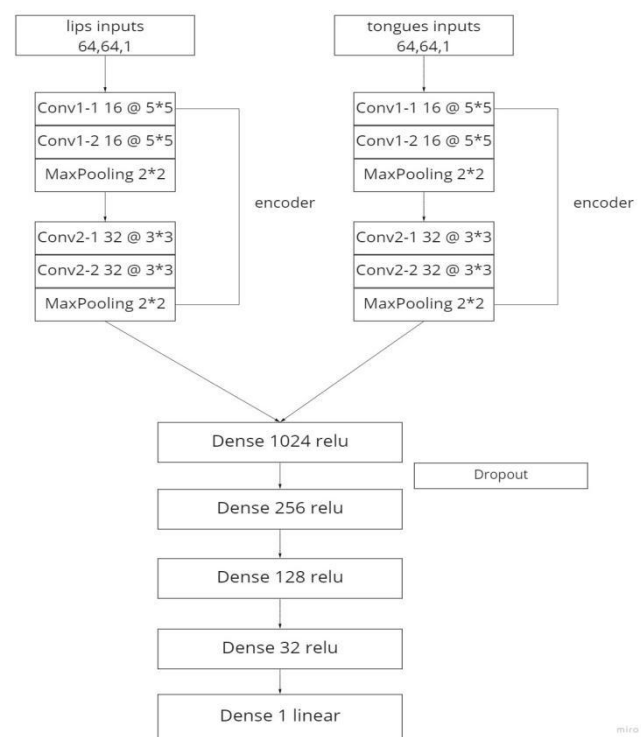 lips inputs
64,64,1
Conv1-1 16 @ 5*5
Conv1-2 16 @ 5*5
MaxPooling 2*2
encoder
Conv2-1 32 @ 3*3
Conv2-2 32 @ 3*3
MaxPooling 2*2
tongues inputs
64,64,1
Conv1-1 16 @ 5*5
Conv1-2 16 @ 5*5
MaxPooling 2*2
encoder
Conv2-1 32 @ 3*3
Conv2-2 32 @ 3*3
MaxPooling 2*2
Dense 1024 relu
Dropout
Dense 256 relu
Dense 128 relu
Dense 32 relu
Dense 1 linear
miro